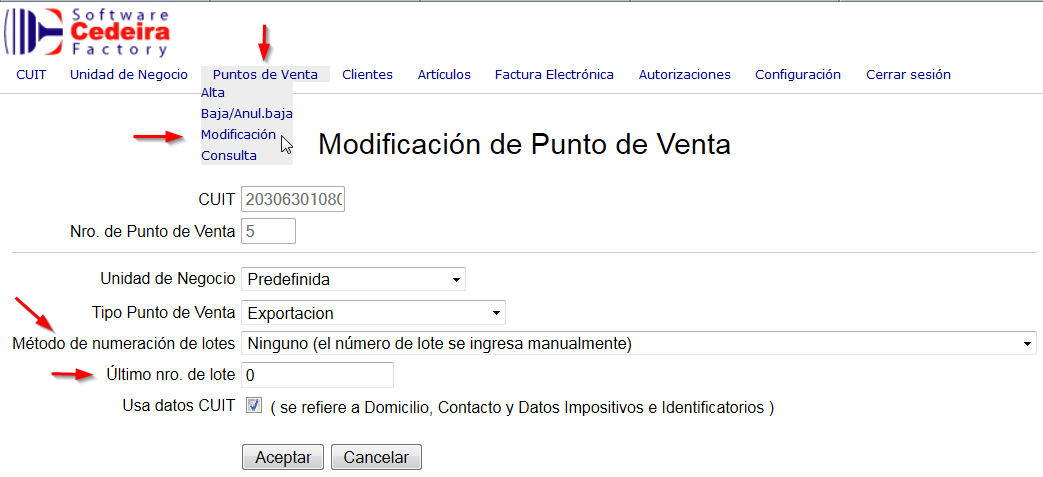 Software
Cedeira
Factory
CUIT Unidad de Negocio Puntos de Venta Clientes Artículos Factura Electrónica Autorizaciones Configuración Cerrar sesión
Alta
Baja/Anul.baja
Modificación
Consulta
Modificación de Punto de Venta
CUIT 20306301080
Nro. de Punto de Venta 5
Unidad de Negocio Predefinida
Tipo Punto de Venta Exportacion
Método de numeración de lotes Ninguno (el número de lote se ingresa manualmente)
Último nro. de lote 0
Usa datos CUIT ( se refiere a Domicilio, Contacto y Datos Impositivos e Identificatorios )
Aceptar Cancelar